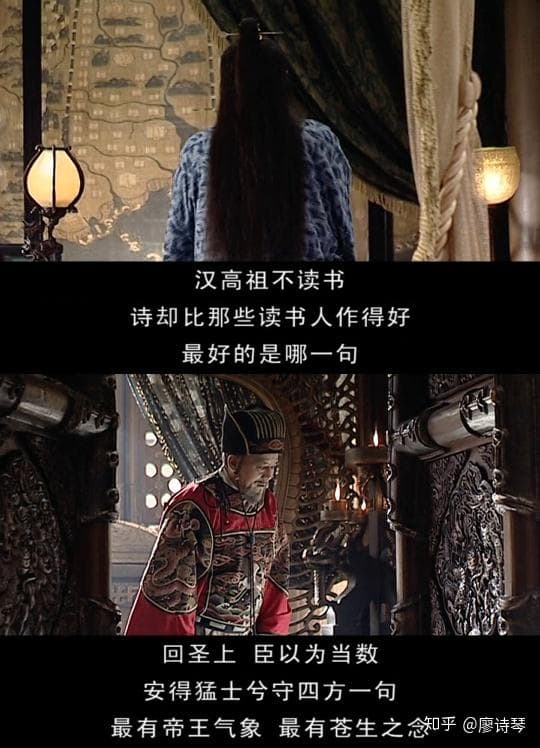 汉高祖不读书
诗却比那些读书人作得好
最好的是哪一句
回圣上 臣以为当数
安得猛士兮守四方一句
最有帝王气象 最有苍生之念
知乎 @廖诗琴